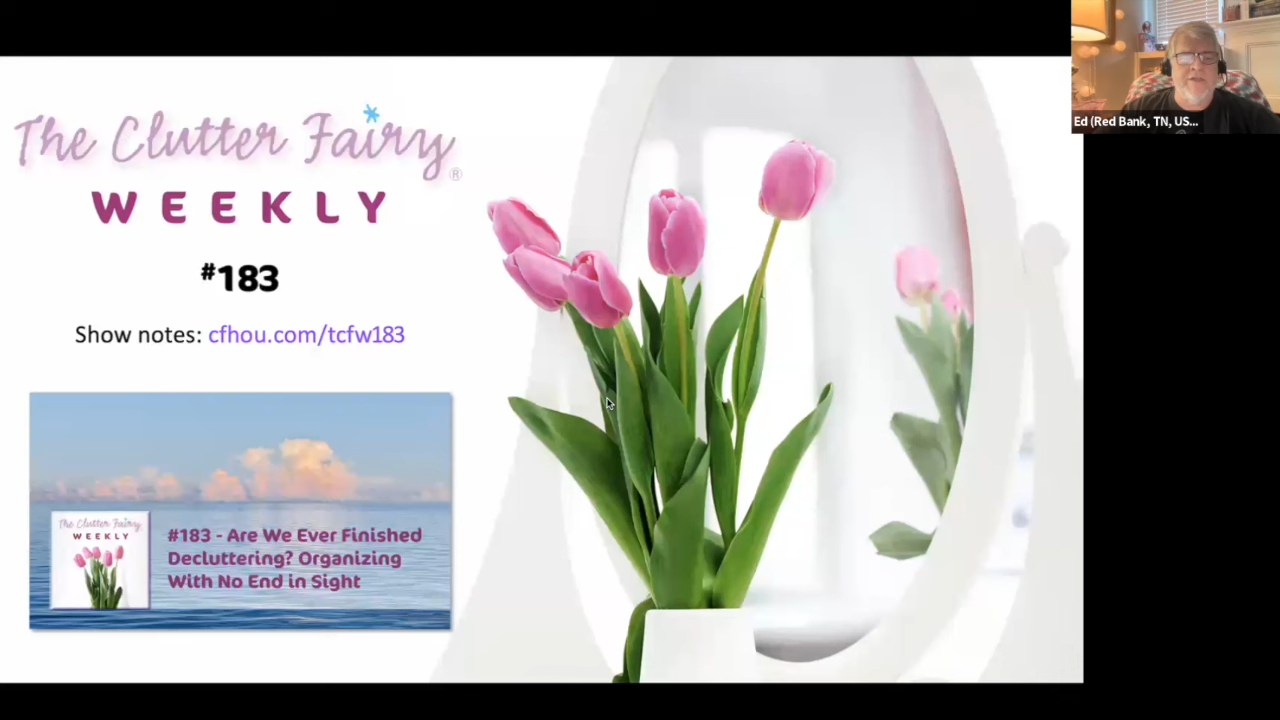 The Clutter Fairy
®
WEEKLY
#183
Show notes: cfhou.com/tcfw183
The Clutter Fairy
WEEKLY
#183 - Are We Ever Finished
Decluttering? Organizing
With No End in Sight
Ed (Red Bank, TN, US...